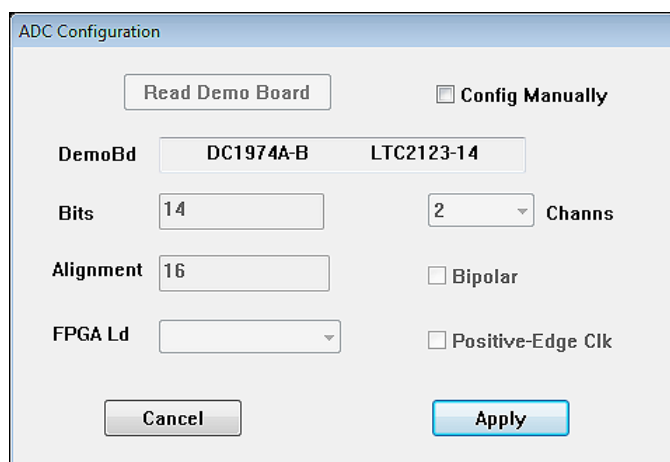 ADC Configuration
Read Demo Board
Config Manually
DemoBd DC1974A-B LTC2123-14
Bits 14 2 Channs
Alignment 16 Bipolar
FPGA Ld Positive-Edge Clk
Cancel Apply